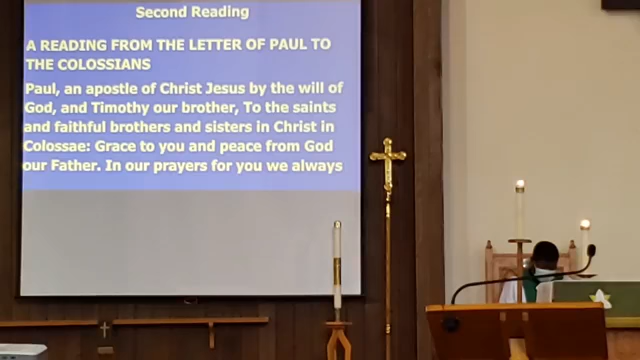 Second Reading
A READING FROM THE LETTER OF PAUL TO
THE COLOSSIANS
Paul, an apostle of Christ Jesus by the will of
God, and Timothy our brother, To the saints
and faithful brothers and sisters in Christ in
Colossae: Grace to you and peace from God
our Father. In our prayers for you we always